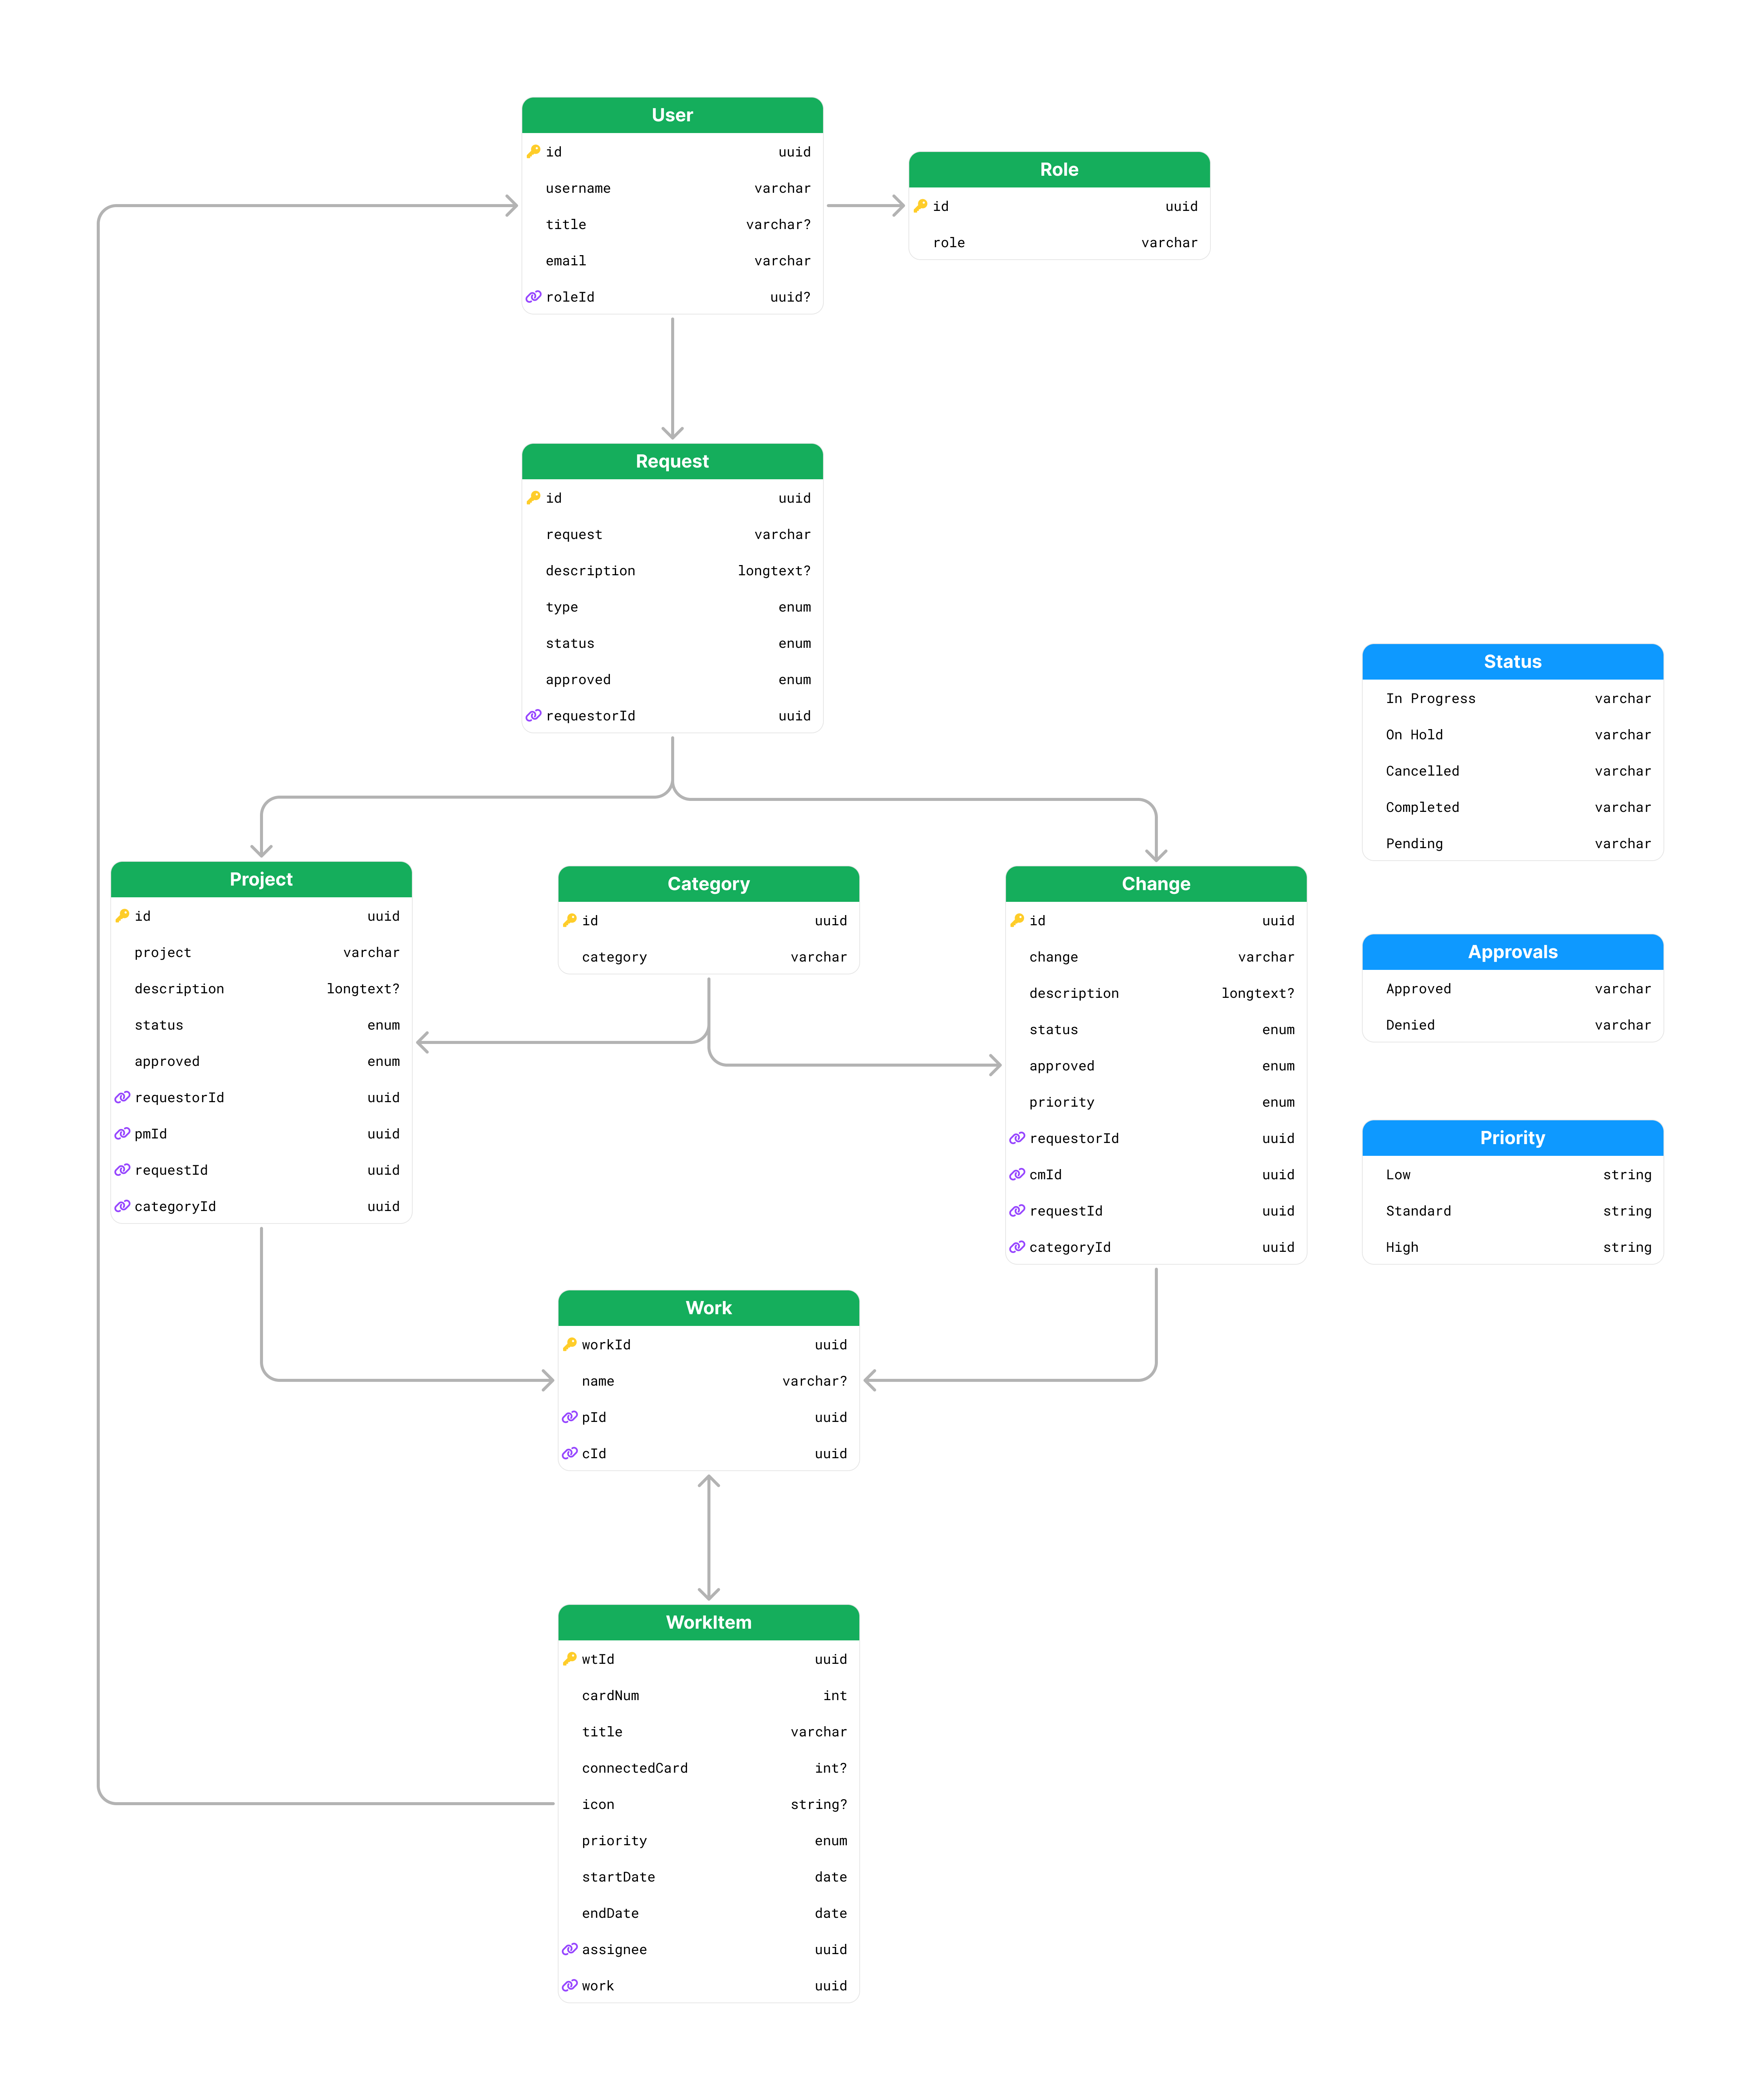 User
id uuid
username varchar
title varchar?
email varchar
roleId uuid?
Role
id uuid
role varchar
Request
id uuid
request varchar
description longtext?
type enum
status enum
approved enum
requestorId uuid
Status
In Progress varchar
On Hold varchar
Cancelled varchar
Completed varchar
Pending varchar
Project
id uuid
project varchar
description longtext?
status enum
approved enum
requestorId uuid
pmId uuid
requestId uuid
categoryId uuid
Category
id uuid
category varchar
Change
id uuid
change varchar
description longtext?
status enum
approved enum
priority enum
requestorId uuid
cmId uuid
requestId uuid
categoryId uuid
Approvals
Approved varchar
Denied varchar
Priority
Low string
Standard string
High string
Work
workId uuid
name varchar?
pId uuid
cId uuid
WorkItem
wtId uuid
cardNum int
title varchar
connectedCard int?
icon string?
priority enum
startDate date
endDate date
assignee uuid
work uuid